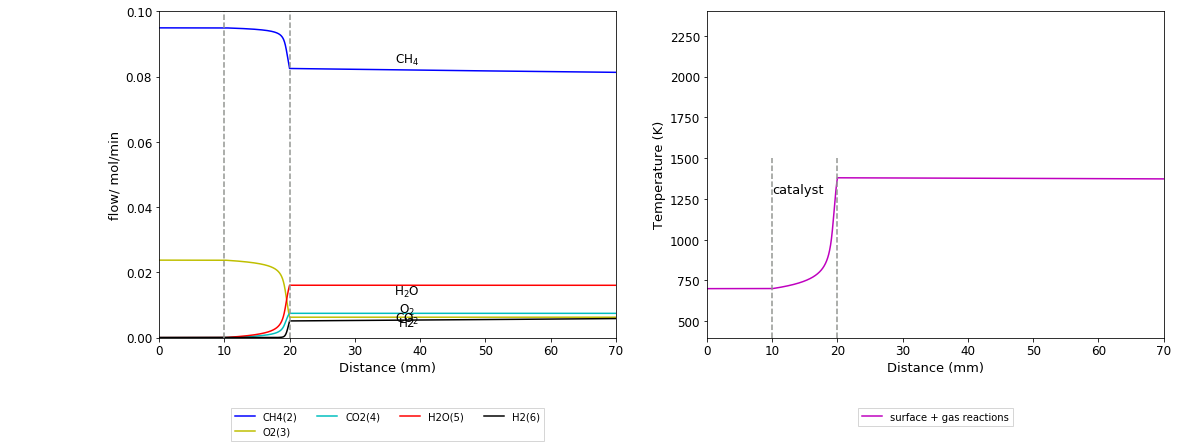 0.10
0.08
0.06
0.04
0.02
0.00
flow/ mol/min
CH4
H2O
O2
CO2
H2
0 10 20 30 40 50 60 70
Distance (mm)
CH4(2) CO2(4) H2O(5) H2(6)
O2(3)
2250
2000
1750
1500
1250
1000
750
500
Temperature (K)
catalyst
0 10 20 30 40 50 60 70
Distance (mm)
surface + gas reactions